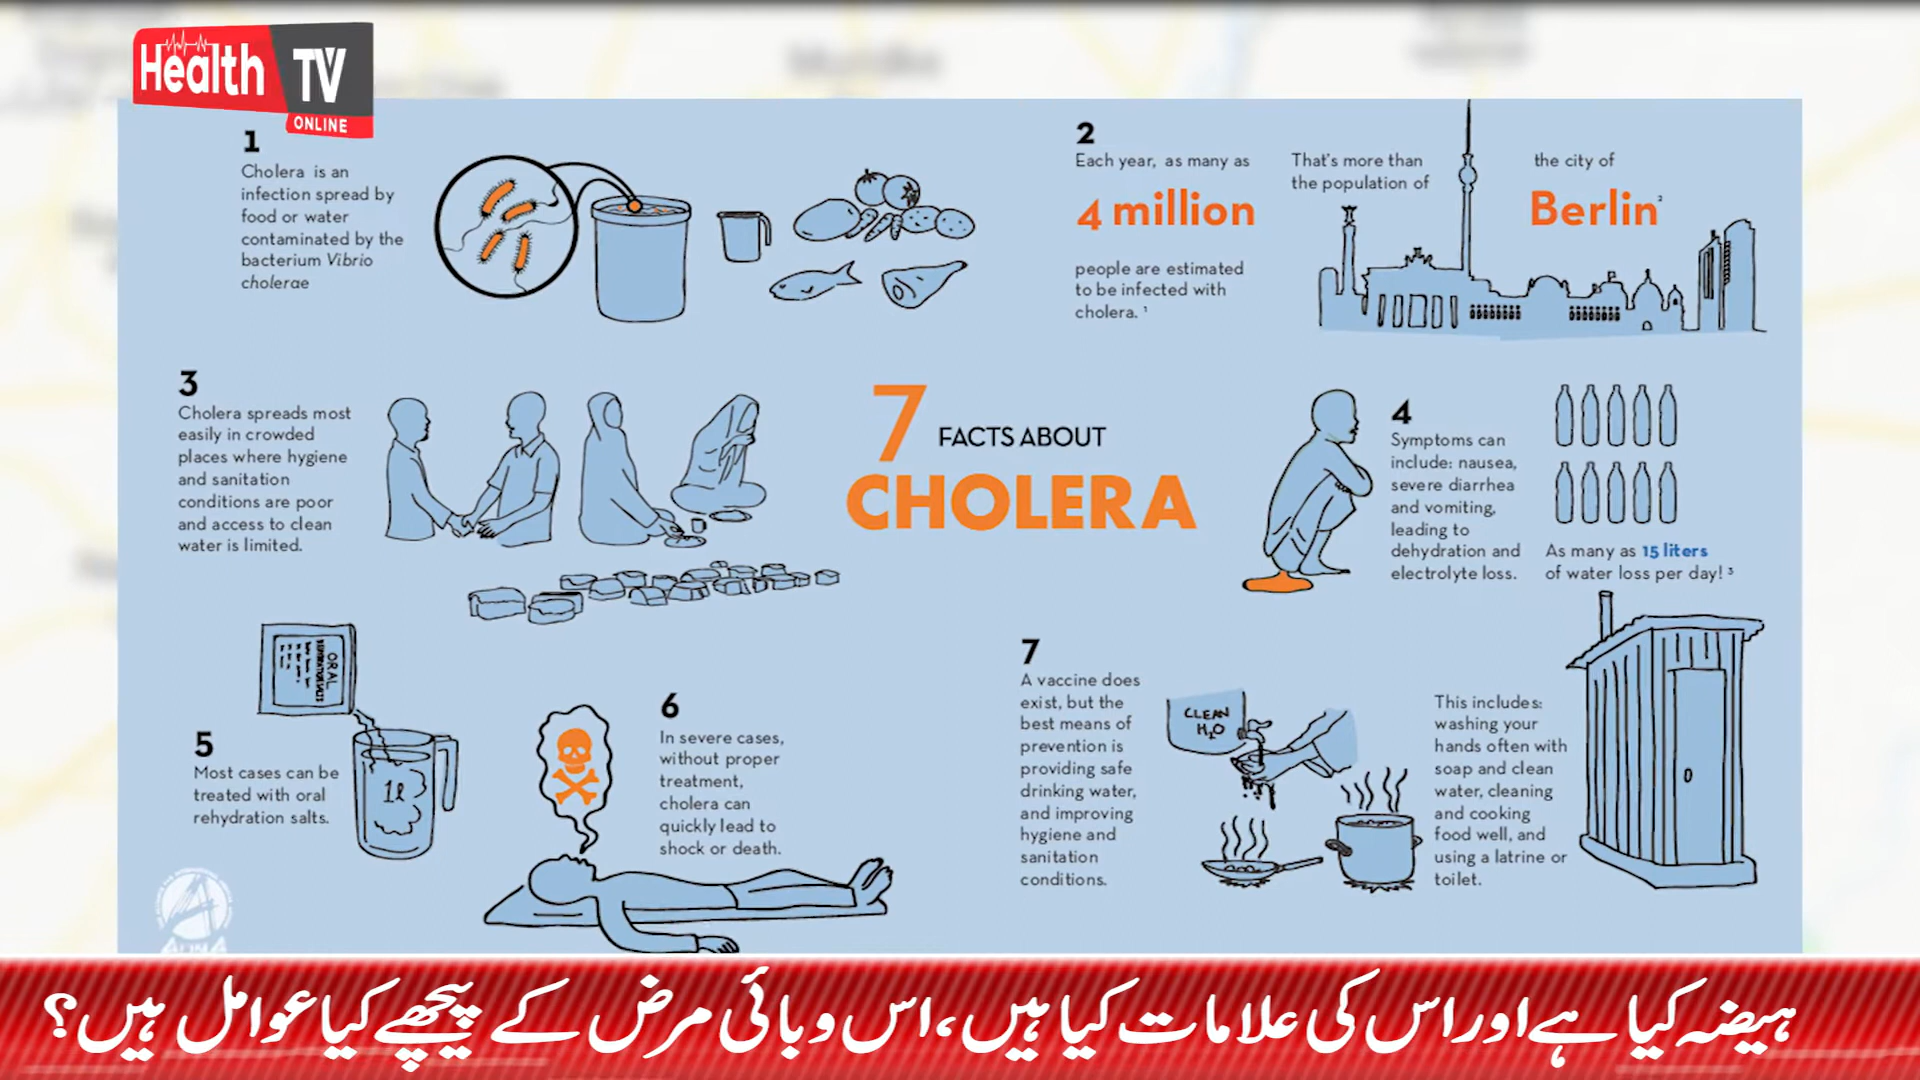 Health TV
ONLINE
1
Cholera is an
infection spread by
food or water
contaminated by the
bacterium Vibrio
cholerae
2
Each year, as many as
4 million
people are estimated
to be infected with
cholera. 1
That's more than
the population of
the city of
Berlin 2
3
Cholera spreads most
easily in crowded
places where hygiene
and sanitation
conditions are poor
and access to clean
water is limited.
7 FACTS ABOUT
CHOLERA
4
Symptoms can
include: nausea,
severe diarrhea
and vomiting,
leading to
dehydration and
electrolyte loss.
As many as 15 liters
of water loss per day! 3
ORAL
REHYDRATION SALTS
5
Most cases can be
treated with oral
rehydration salts.
1l
6
In severe cases,
without proper
treatment,
cholera can
quickly lead to
shock or death.
7
A vaccine does
exist, but the
best means of
prevention is
providing safe
drinking water,
and improving
hygiene and
sanitation
conditions.
CLEAN
H2O
This includes:
washing your
hands often with
soap and clean
water, cleaning
and cooking
food well, and
using a latrine or
toilet.
ہیضہ کیا ہے اور اس کی علامات کیا ہیں، اس وبائی مرض کے پیچھے کیا عوامل ہیں؟